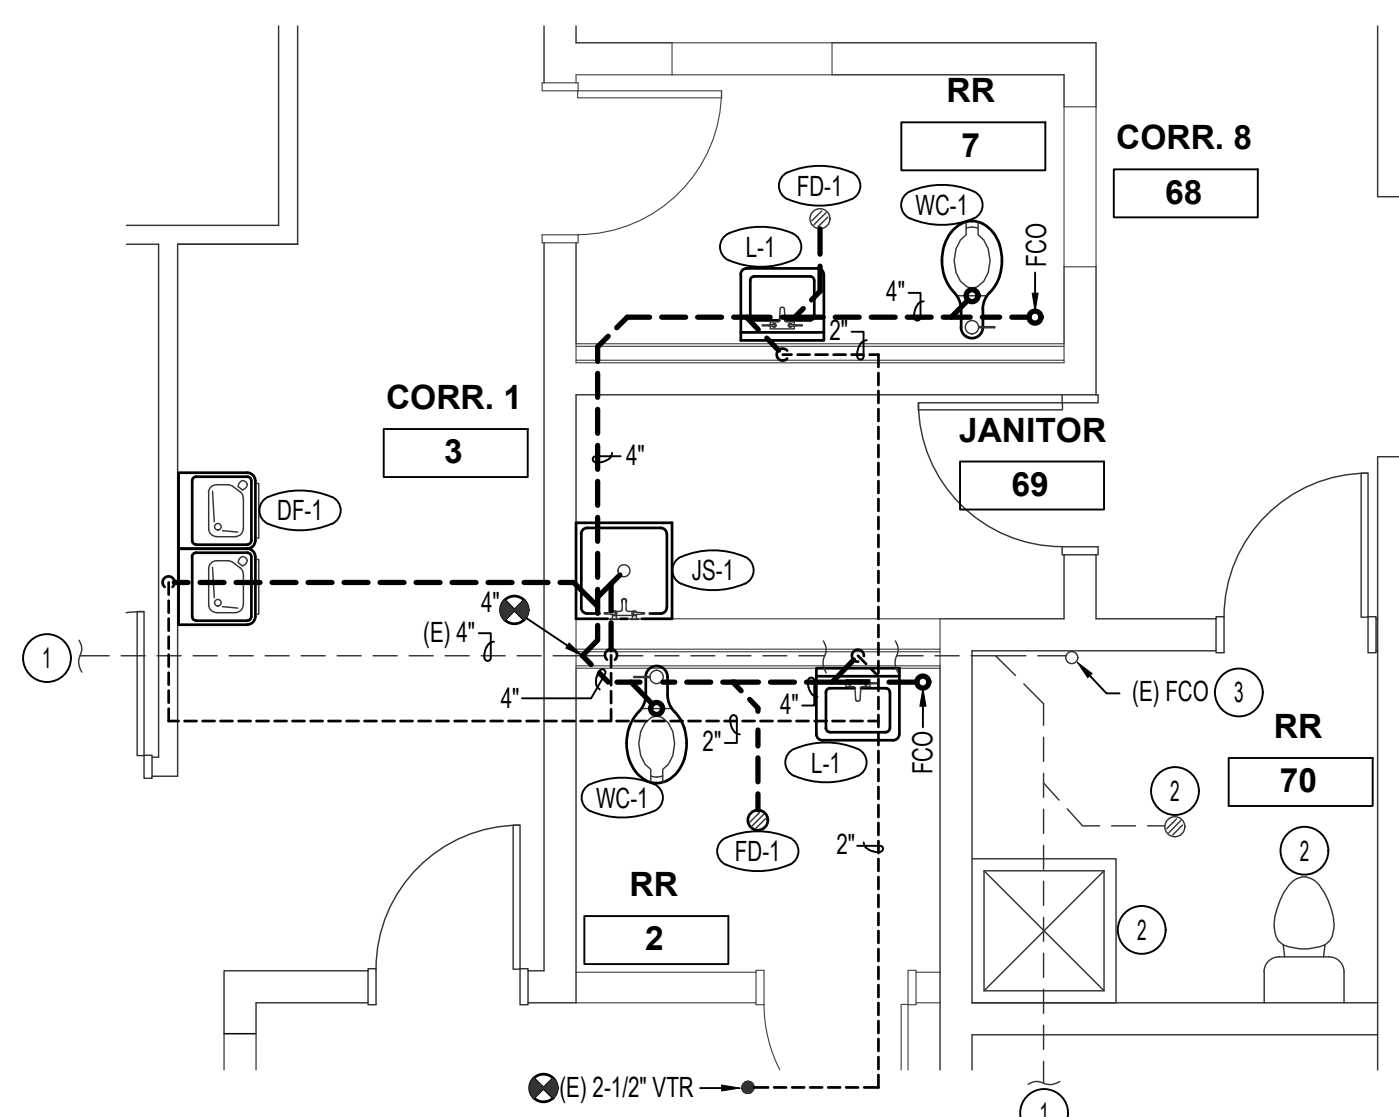 RR
7
CORR. 8
68
FD-1
WC-1
L-1
FCO
4"
2"
CORR. 1
3
4"
JANITOR
69
DF-1
JS-1
4"
(E) 4"
1
4"
4"
(E) FCO
3
RR
70
2"
L-1
FCO
WC-1
2
FD-1
2"
2
RR
2
2
(E) 2-1/2" VTR
1